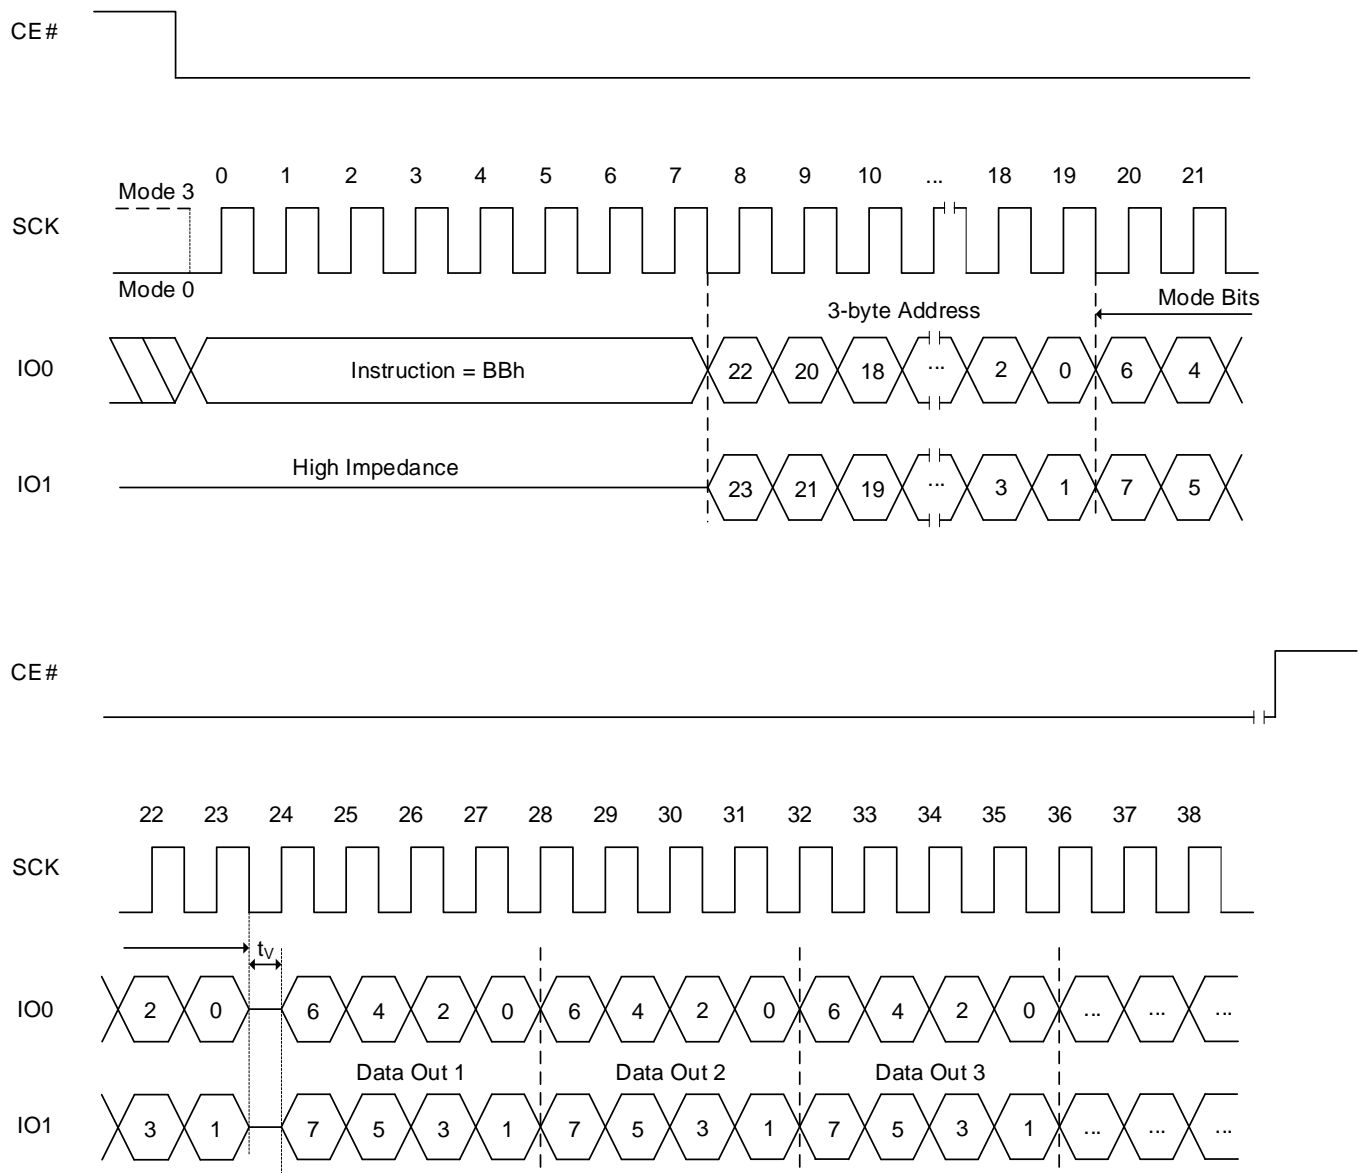 CE#
0 1 2 3 4 5 6 7 8 9 10 ... 18 19 20 21
Mode 3
SCK
Mode 0
3-byte Address
Mode Bits
IO0 Instruction = BBh 22 20 18 ... 2 0 6 4
High Impedance
IO1 23 21 19 ... 3 1 7 5
CE#
22 23 24 25 26 27 28 29 30 31 32 33 34 35 36 37 38
SCK
tV
IO0 2 0 6 4 2 0 6 4 2 0 6 4 2 0 ... ... ...
Data Out 1 Data Out 2 Data Out 3
IO1 3 1 7 5 3 1 7 5 3 1 7 5 3 1 ... ... ...